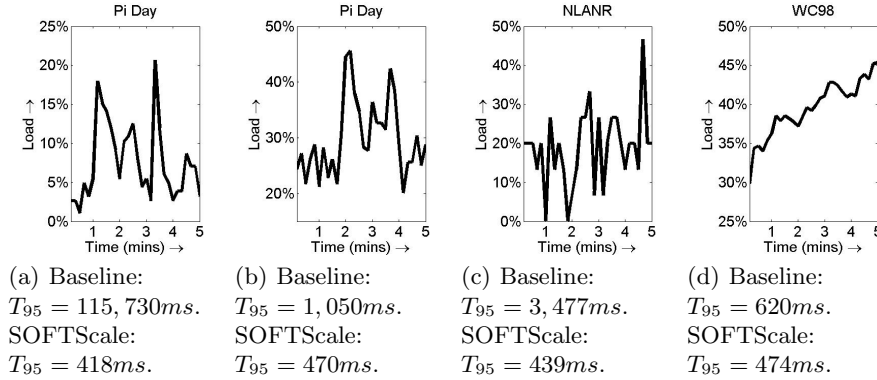 Pi Day
25%
20%
15%
10%
5%
0%
Load →
1 2 3 4 5
Time (mins) →
(a) Baseline:
T95 = 115, 730ms.
SOFTScale:
T95 = 418ms.
Pi Day
50%
40%
30%
20%
Load →
1 2 3 4 5
Time (mins) →
(b) Baseline:
T95 = 1, 050ms.
SOFTScale:
T95 = 470ms.
NLANR
50%
40%
30%
20%
10%
0%
Load →
1 2 3 4 5
Time (mins) →
(c) Baseline:
T95 = 3, 477ms.
SOFTScale:
T95 = 439ms.
WC98
50%
45%
40%
35%
30%
25%
Load →
1 2 3 4 5
Time (mins) →
(d) Baseline:
T95 = 620ms.
SOFTScale:
T95 = 474ms.